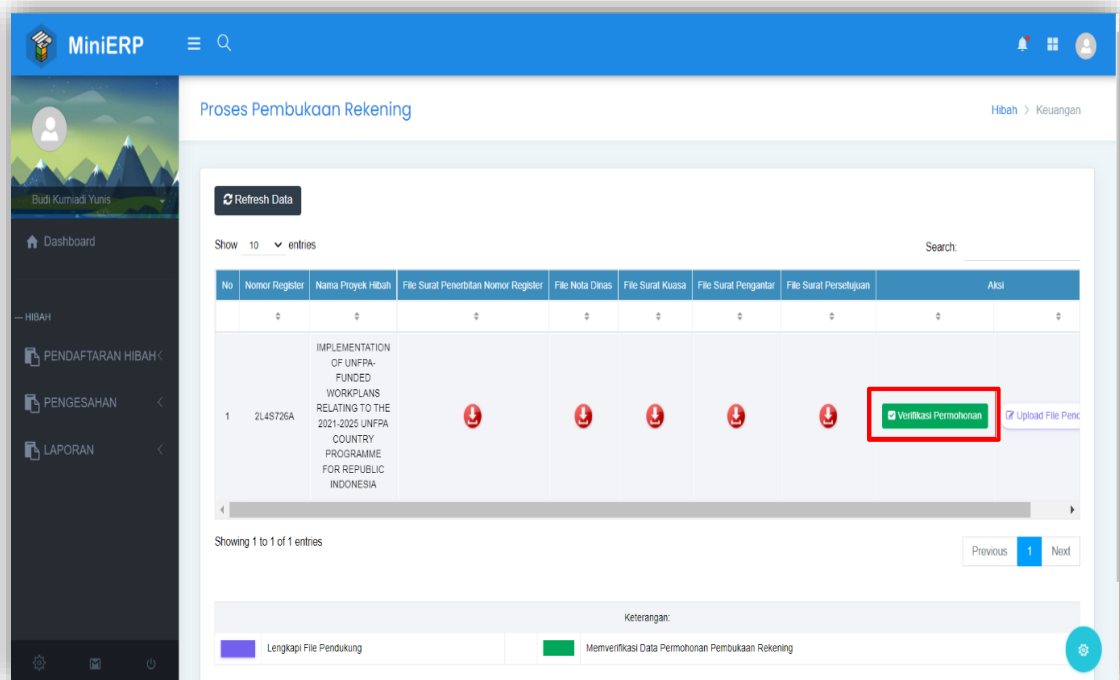 MiniERP
Proses Pembukaan Rekening
Hibah > Keuangan
Budi Kurniadi Yunis
Dashboard
--- HIBAH
PENDAFTARAN HIBAH
PENGESAHAN
LAPORAN
Refresh Data
Show 10 entries
Search:
No Nomor Register Nama Proyek Hibah File Surat Penerbitan Nomor Register File Nota Dinas File Surat Kuasa File Surat Pengantar File Surat Persetujuan Aksi
IMPLEMENTATION
OF UNFPA-
FUNDED
WORKPLANS
RELATING TO THE
2021-2025 UNFPA
COUNTRY
PROGRAMME
FOR REPUBLIC
INDONESIA
1 2L4S726A
Verifikasi Permohonan
Upload File Pend
Showing 1 to 1 of 1 entries
Previous 1 Next
Keterangan:
Lengkapi File Pendukung
Memverifikasi Data Permohonan Pembukaan Rekening